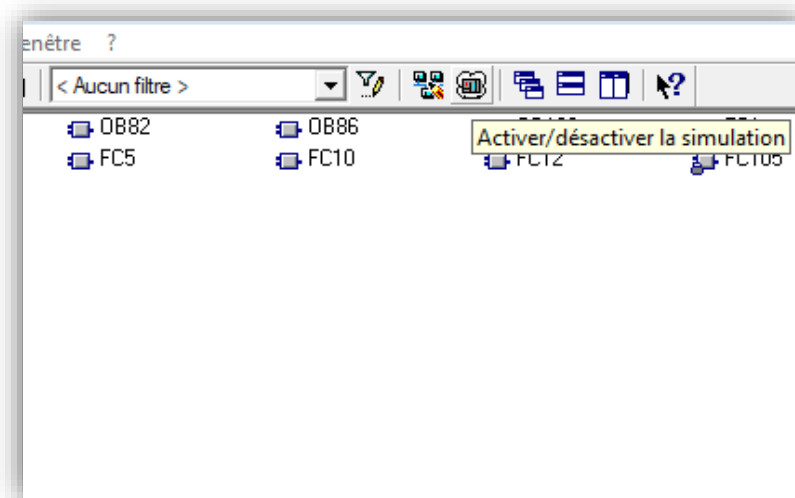 enêtre ?
< Aucun filtre >
OB82 OB86
Activer/désactiver la simulation
FC5 FC10 FC12 FC105